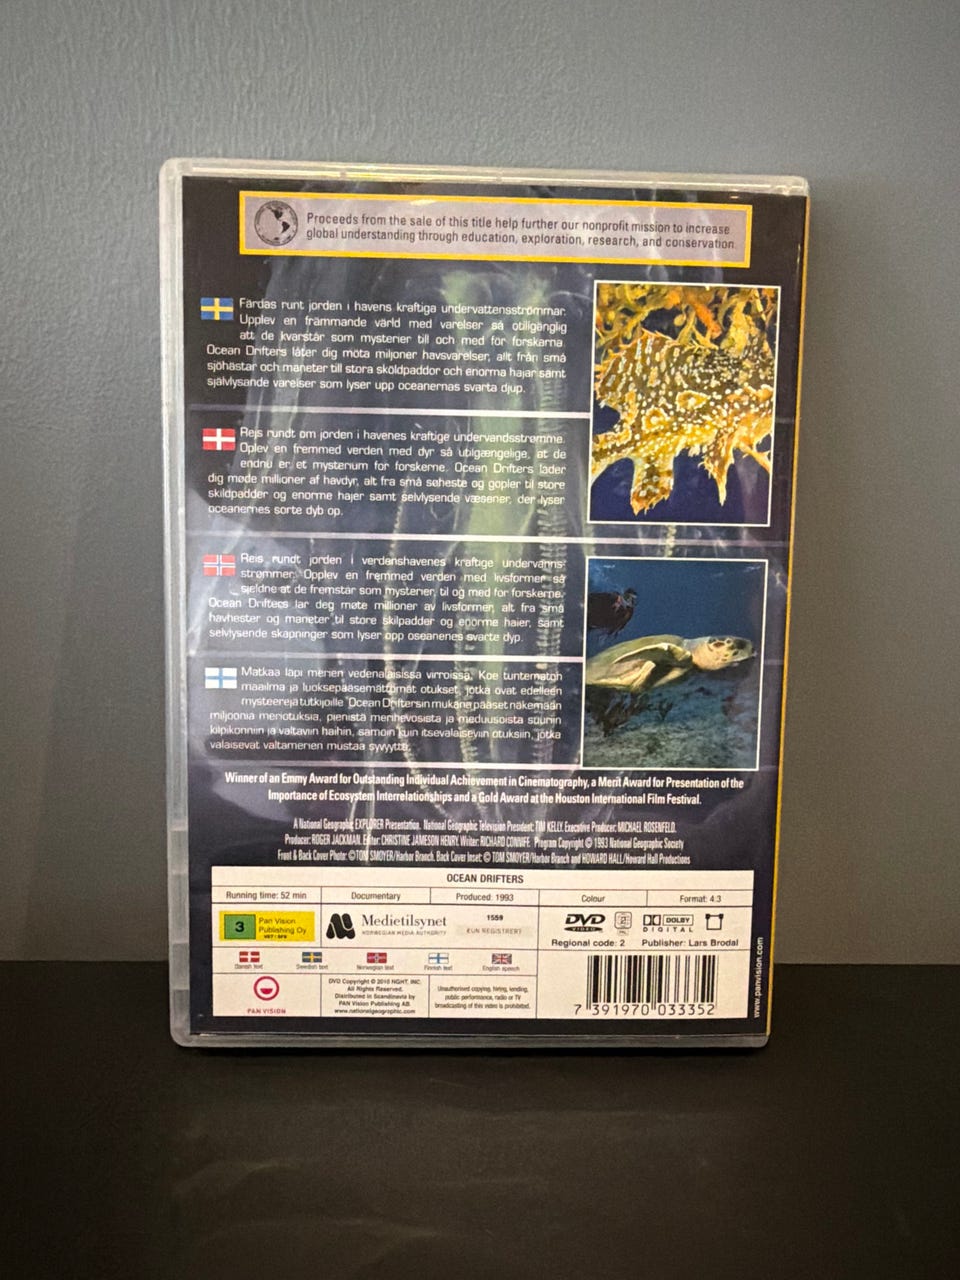 Proceeds from the sale of this title help further our nonprofit mission to increase
global understanding through education, exploration, research, and conservation.
Färdas runt jorden i havens kraftiga undervattensströmmar.
Upplev en främmande värld med varelser så otillgänglig
att de kvarstår som mysterier till och med för forskarna.
Ocean Drifters låter dig möta miljoner havsvarelser, allt från små
sjöhästar och maneter till stora sköldpaddor och enorma hajar samt
självlysande varelser som lyser upp oceanernas svarta djup.
Rejs rundt om jorden i havenes kraftige undervandsstrømme.
Oplev en fremmed verden med dyr så utilgængelige, at de
endnu er et mysterium for forskerne. Ocean Drifters lader
dig møde millioner af havdyr, alt fra små søheste og gopler til store
skildpadder og enorme hajer samt selvlysende væsener, der lyser
oceanernes sorte dyb op.
Reis rundt jorden i verdenshavenes kraftige undervanns-
strømmer. Opplev en fremmed verden med livsformer så
sjeldne at de fremstår som mysterier, til og med for forskerne.
Ocean Drifters lar deg møte millioner av livsformer, alt fra små
havhester og maneter til store skilpadder og enorme haier, samt
selvlysende skapninger som lyser opp oseanenes svarte dyp.
Matkaa läpi merien vedenalaisissa virroissa. Koe tuntematon
maailma ja luoksepääsemättömät otukset, jotka ovat edelleen
mysteereja tutkijoille. Ocean Driftersin mukana pääset näkemään
miljoonia meriotuksia, pienistä merihevosista ja meduusoista suuriin
kilpikonniin ja valtaviin haihin, samoin kuin itsevalaiseviin otuksiin, jotka
valaisevat valtamerien mustaa syvyyttä.
Winner of an Emmy Award for Outstanding Individual Achievement in Cinematography, a Merit Award for Presentation of the
Importance of Ecosystem Interrelationships and a Gold Award at the Houston International Film Festival.
A National Geographic EXPLORER Presentation. National Geographic Television President: TIM KELLY. Executive Producer: MICHAEL ROSENFELD.
Producer: ROGER JACKMAN. Editor: CHRISTINE JAMESON HENRY. Writer: RICHARD CONNIFF. Program Copyright © 1993 National Geographic Society
Front & Back Cover Photo: © TOM SMOYER/Harbor Branch. Back Cover Inset: © TOM SMOYER/Harbor Branch and HOWARD HALL/Howard Hall Productions
OCEAN DRIFTERS
Running time: 52 min Documentary Produced: 1993 Colour Format: 4:3
3 Pan Vision
Publishing Oy
Medietilsynet
NORWEGIAN MEDIA AUTHORITY
1559
KUN REGISTRERT
DVD VIDEO 2 PAL DOLBY DIGITAL
Regional code: 2 Publisher: Lars Brodal
Danish text Swedish text Norwegian text Finnish text English speech
PAN VISION
DVD Copyright © 2010 NGHT, INC.
All Rights Reserved.
Distributed in Scandinavia by
PAN Vision Publishing AB
www.nationalgeographic.com
Unauthorised copying, hiring, lending,
public performance, radio or TV
broadcasting of this video is prohibited.
7 391970 033352
www.panvision.com